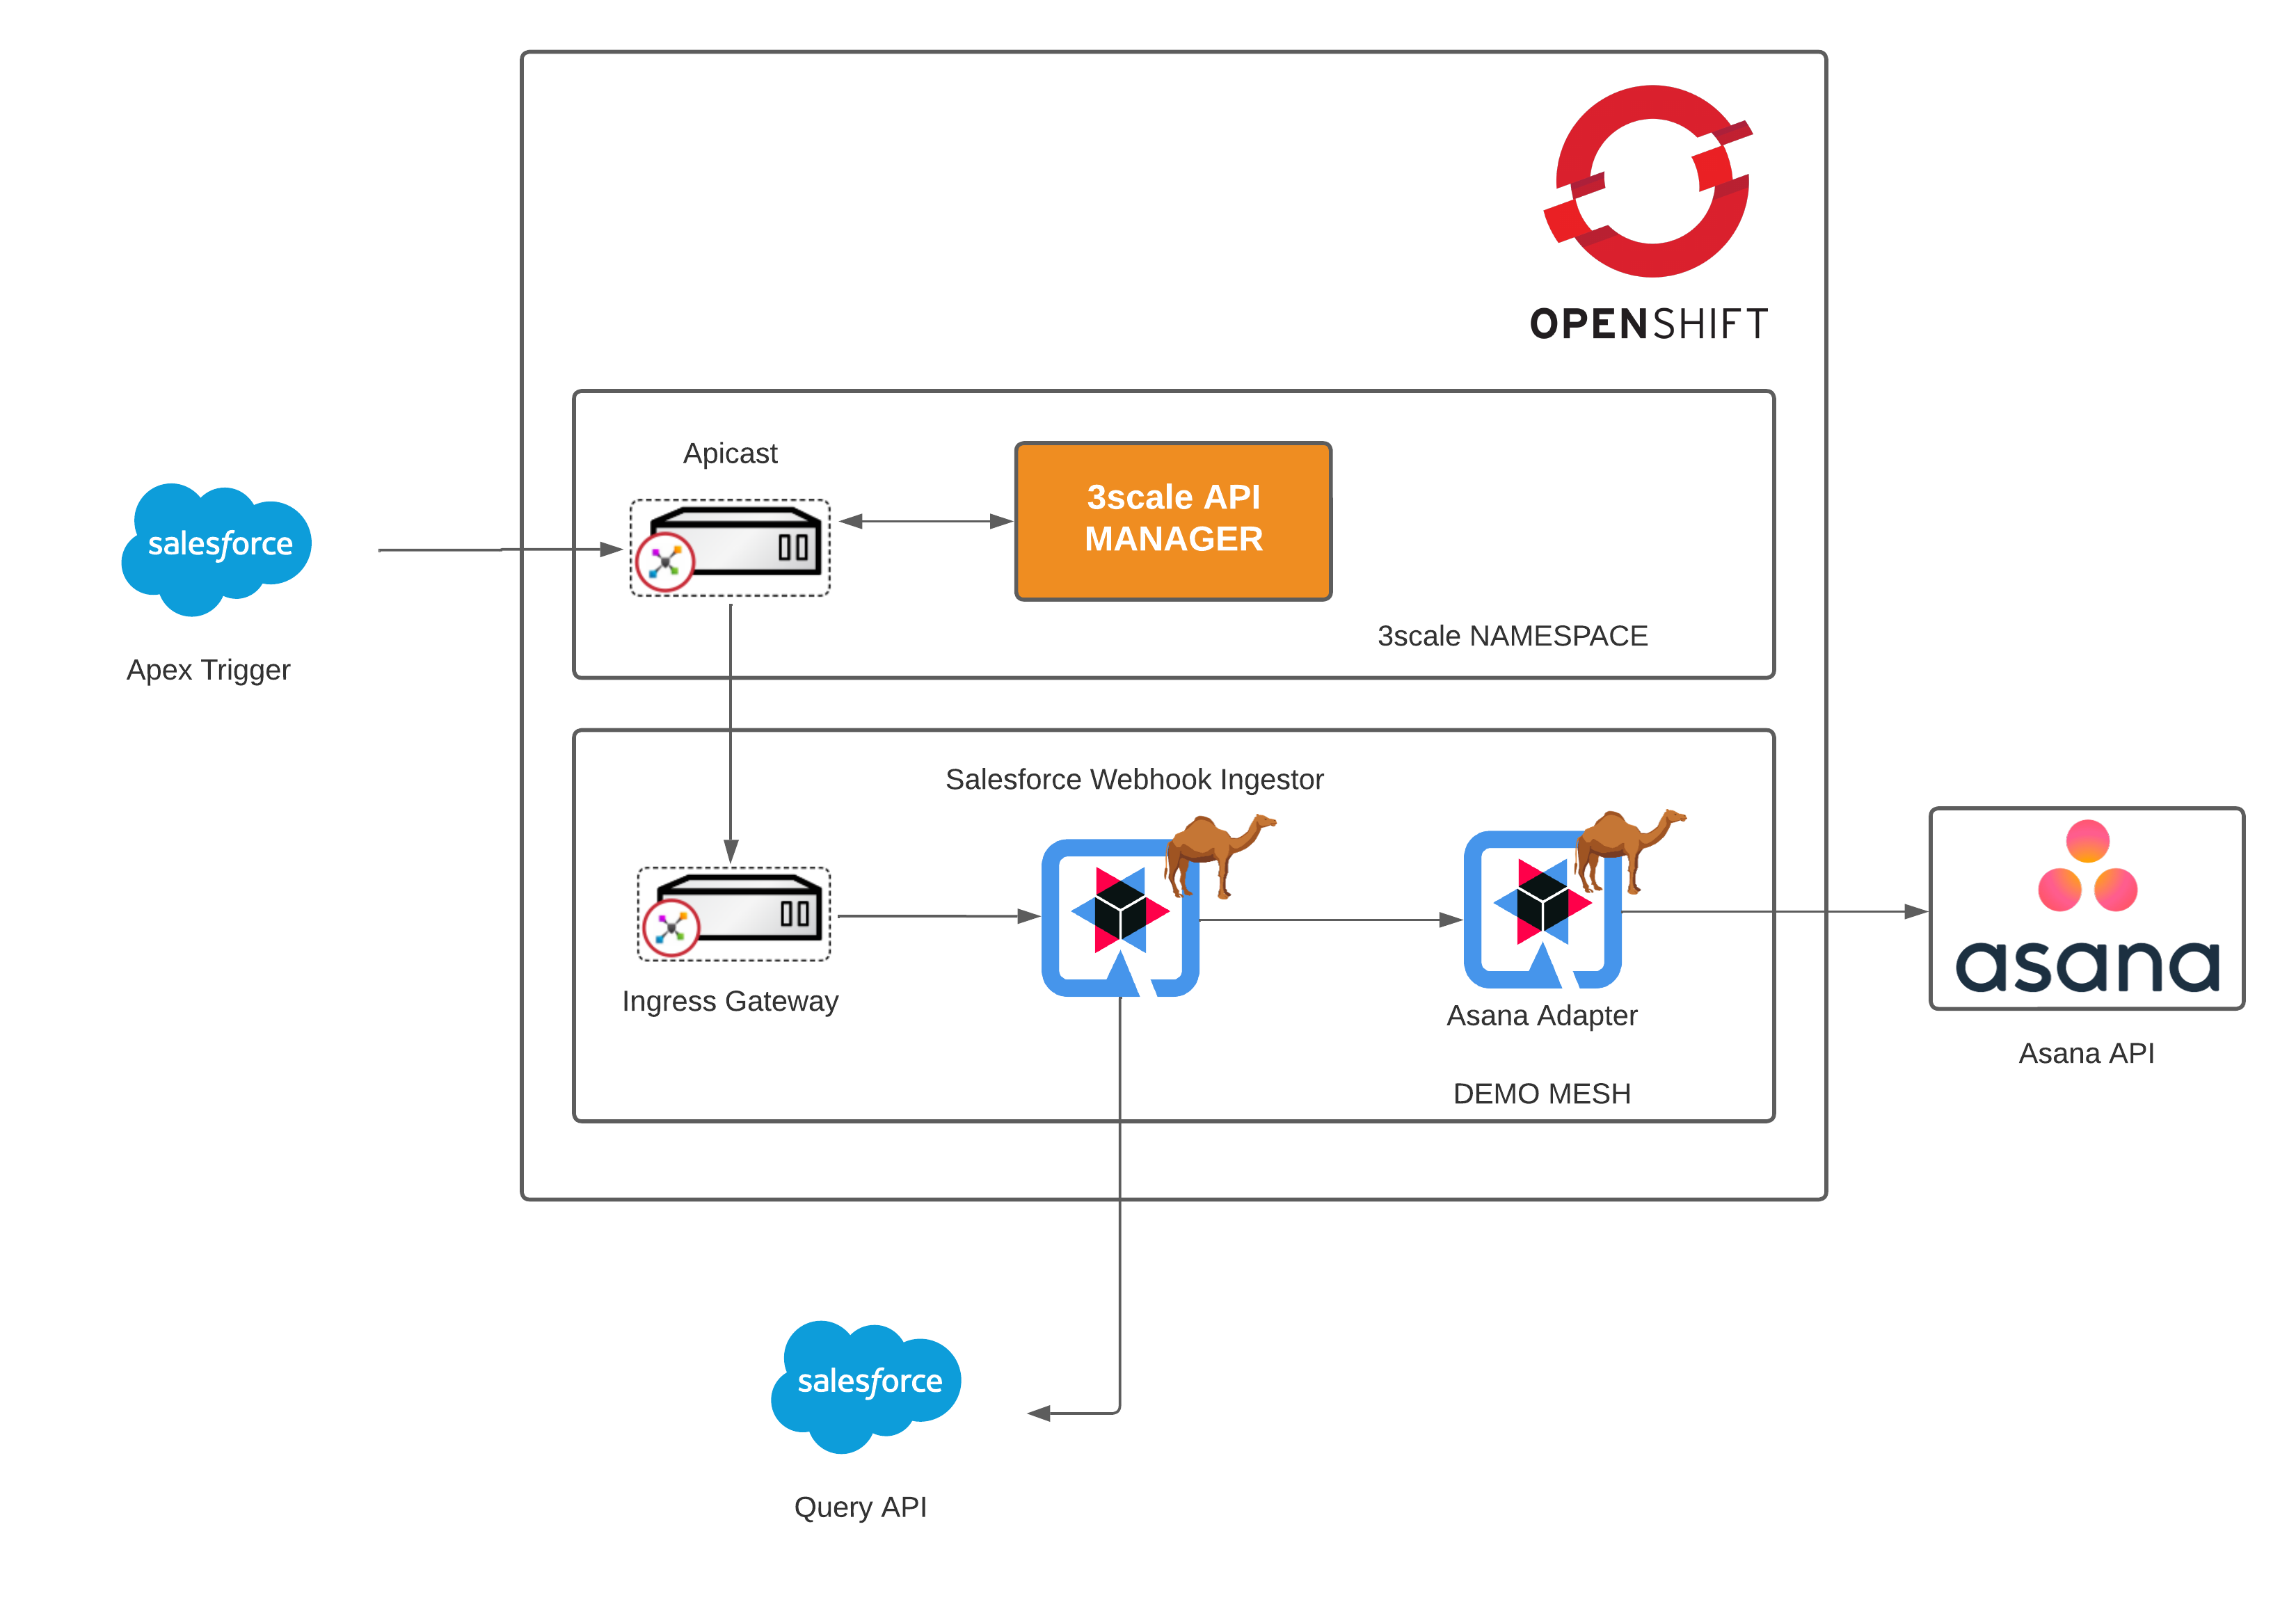 OPENSHIFT
Apicast
3scale API
MANAGER
salesforce
3scale NAMESPACE
Apex Trigger
Salesforce Webhook Ingestor
asana
Ingress Gateway
Asana Adapter
Asana API
DEMO MESH
salesforce
Query API